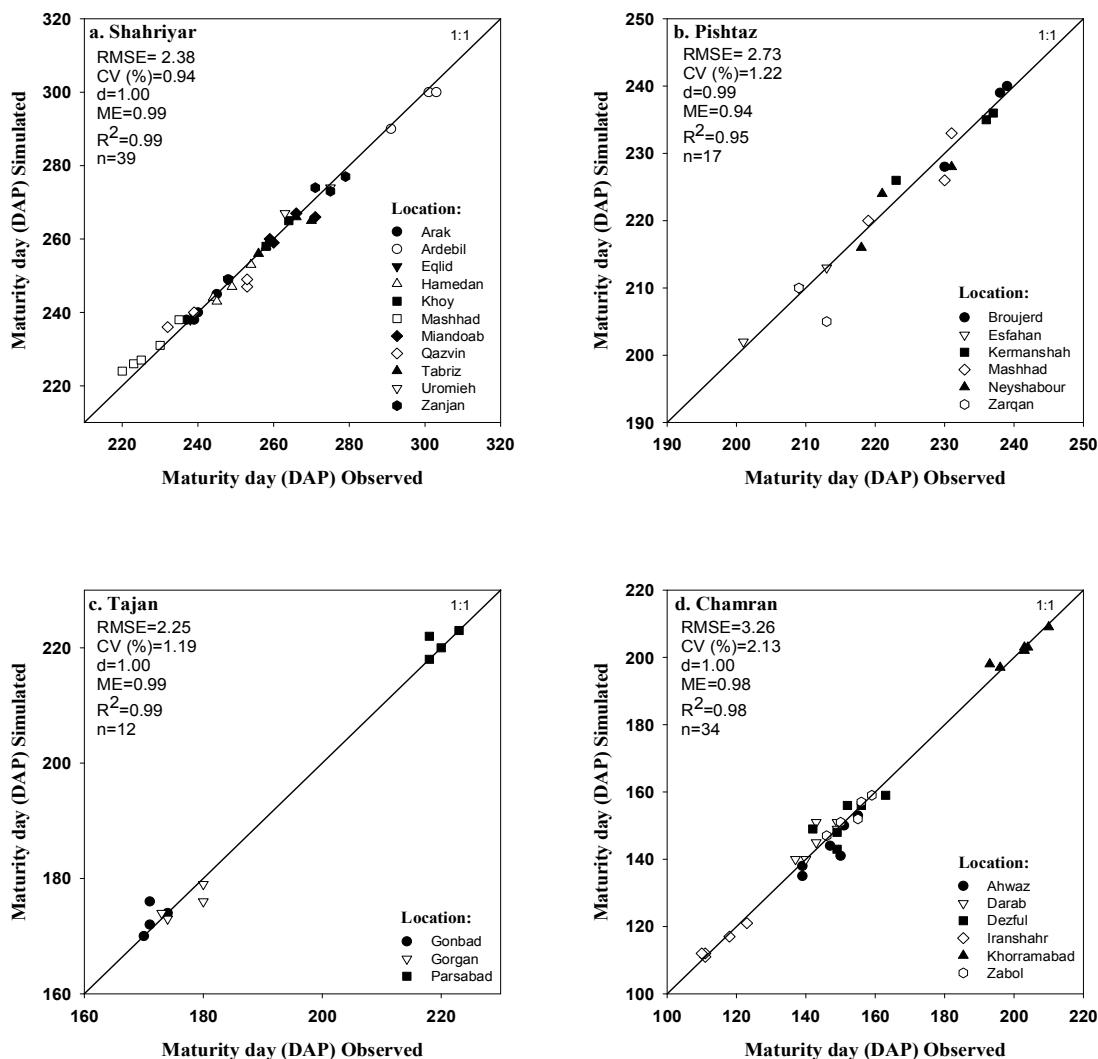 a. Shahriyar
1:1
RMSE= 2.38
CV (%)=0.94
d=1.00
ME=0.99
R2=0.99
n=39
Location:
Arak
Ardebil
Eqlid
Hamedan
Khoy
Mashhad
Miandoab
Qazvin
Tabriz
Uromieh
Zanjan
320
300
280
260
240
220
220 240 260 280 300 320
Maturity day (DAP) Simulated
Maturity day (DAP) Observed
b. Pishtaz
1:1
RMSE= 2.73
CV (%)=1.22
d=0.99
ME=0.94
R2=0.95
n=17
Location:
Broujerd
Esfahan
Kermanshah
Mashhad
Neyshabour
Zarqan
250
240
230
220
210
200
190
190 200 210 220 230 240 250
Maturity day (DAP) Simulated
Maturity day (DAP) Observed
c. Tajan
1:1
RMSE=2.25
CV (%)=1.19
d=1.00
ME=0.99
R2=0.99
n=12
Location:
Gonbad
Gorgan
Parsabad
220
200
180
160
160 180 200 220
Maturity day (DAP) Simulated
Maturity day (DAP) Observed
d. Chamran
1:1
RMSE=3.26
CV (%)=2.13
d=1.00
ME=0.98
R2=0.98
n=34
Location:
Ahwaz
Darab
Dezful
Iranshahr
Khorramabad
Zabol
220
200
180
160
140
120
100
100 120 140 160 180 200 220
Maturity day (DAP) Simulated
Maturity day (DAP) Observed